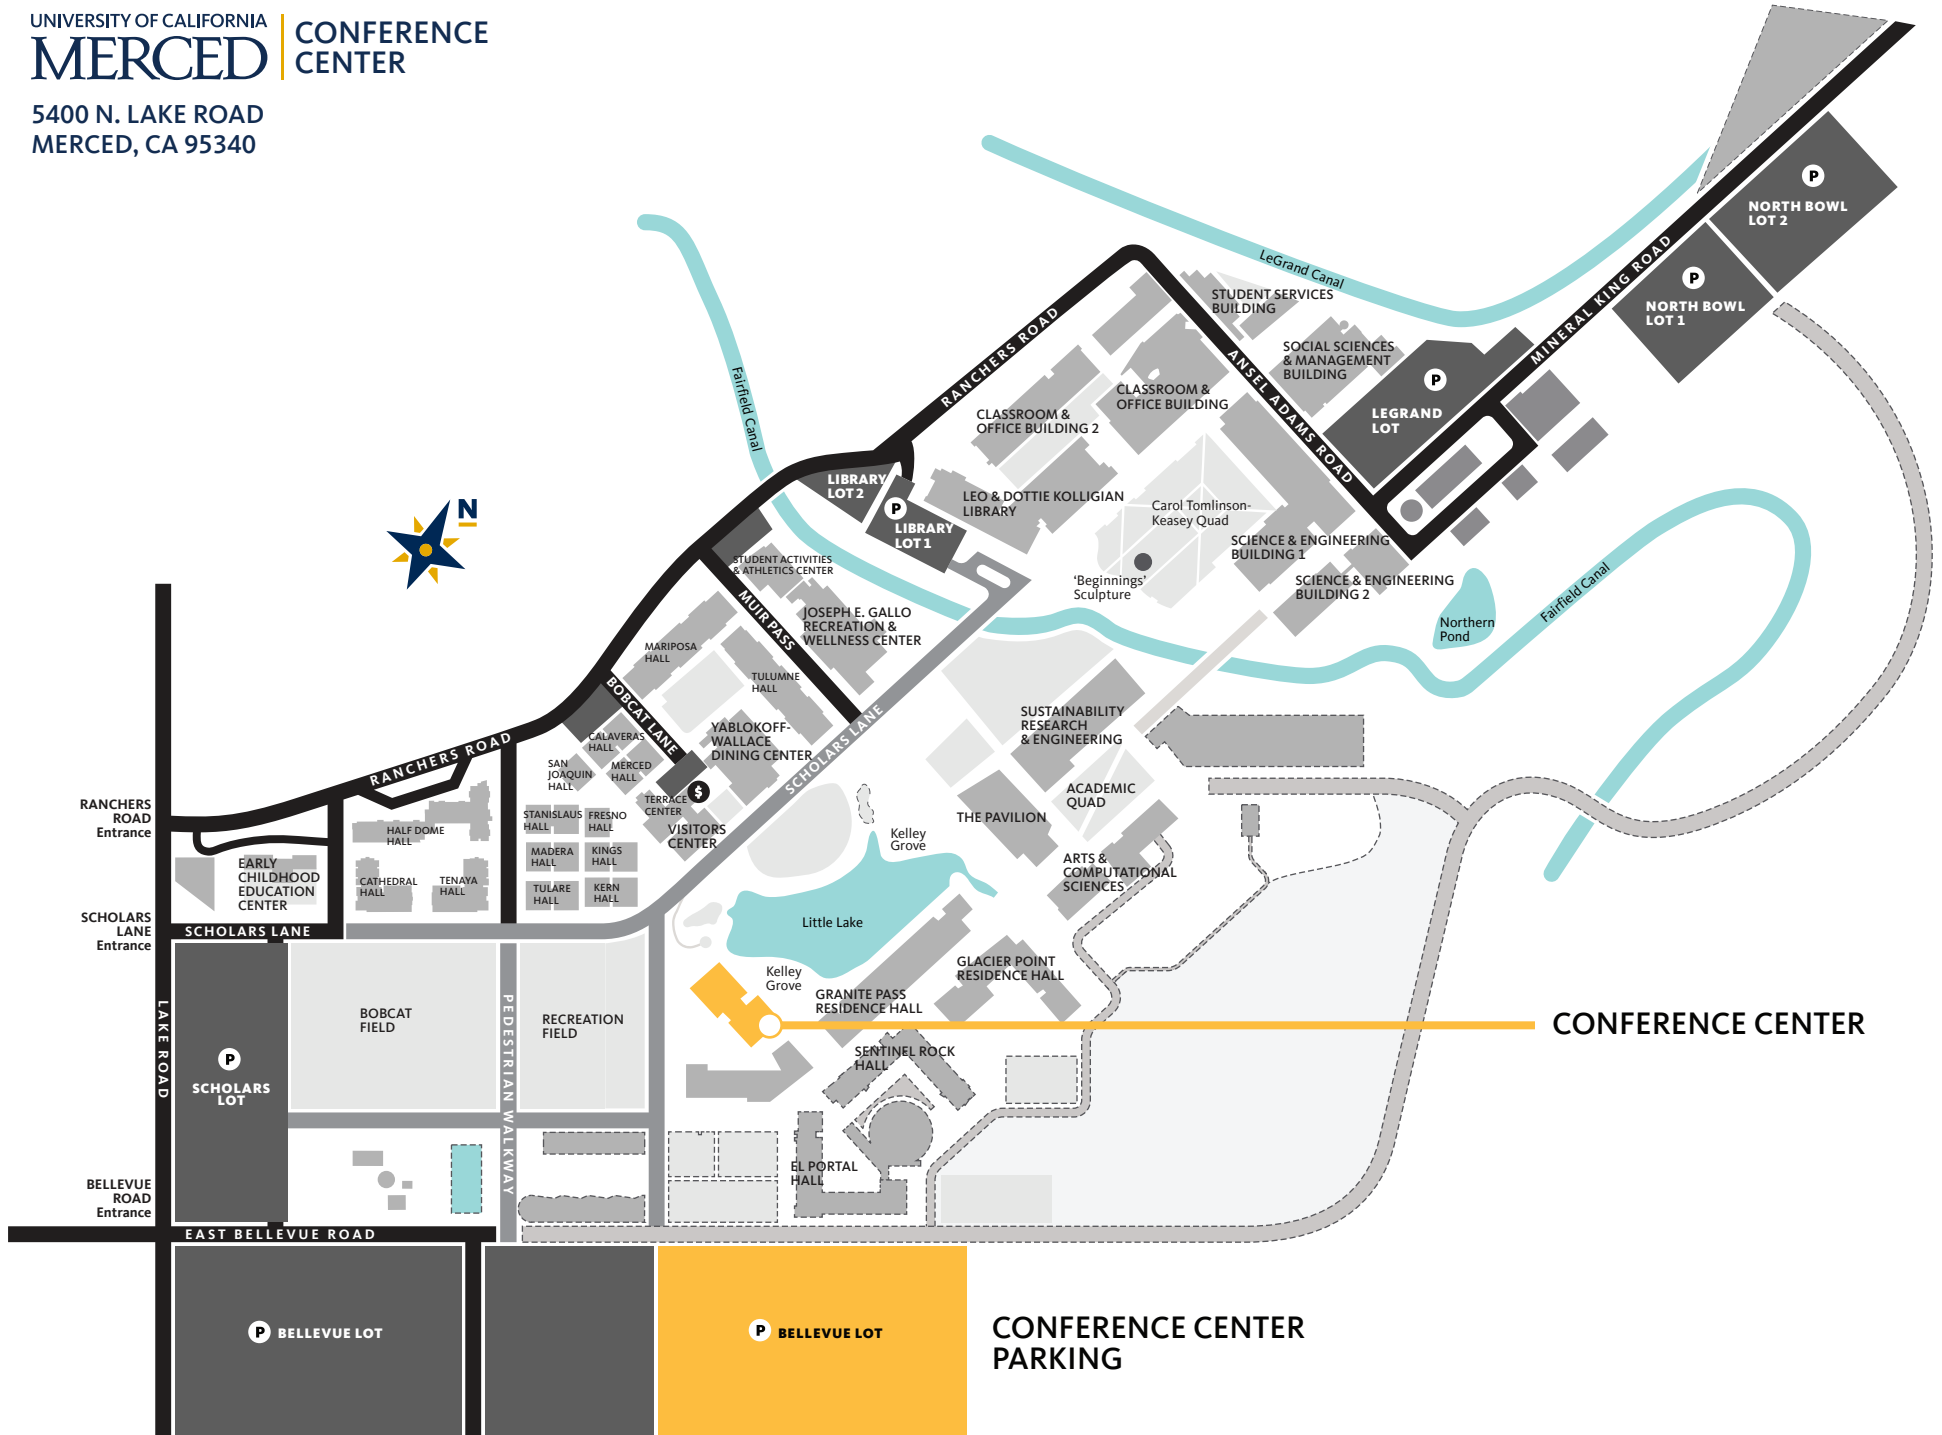 UNIVERSITY OF CALIFORNIA
MERCED
CONFERENCE
CENTER
5400 N. LAKE ROAD
MERCED, CA 95340
P
NORTH BOWL
LOT 2
P
NORTH BOWL
LOT 1
MINERAL KING ROAD
LeGrand Canal
STUDENT SERVICES
BUILDING
SOCIAL SCIENCES
& MANAGEMENT
BUILDING
P
LEGRAND
LOT
ANSEL ADAMS ROAD
RANCHERS ROAD
CLASSROOM &
OFFICE BUILDING
CLASSROOM &
OFFICE BUILDING 2
Fairfield Canal
LIBRARY
LOT 2
P
LIBRARY
LOT 1
LEO & DOTTIE KOLLIGIAN
LIBRARY
Carol Tomlinson-
Keasey Quad
SCIENCE & ENGINEERING
BUILDING 1
SCIENCE & ENGINEERING
BUILDING 2
'Beginnings'
Sculpture
Northern
Pond
Fairfield Canal
N
STUDENT ACTIVITIES
& ATHLETICS CENTER
MUIR PASS
JOSEPH E. GALLO
RECREATION &
WELLNESS CENTER
MARIPOSA
HALL
TULUMNE
HALL
BOBCAT LANE
YABLOKOFF-
WALLACE
DINING CENTER
SCHOLARS LANE
CALAVERAS
HALL
SAN
JOAQUIN
HALL
MERCED
HALL
$
TERRACE
CENTER
VISITORS
CENTER
STANISLAUS
HALL
FRESNO
HALL
MADERA
HALL
KINGS
HALL
TULARE
HALL
KERN
HALL
SUSTAINABILITY
RESEARCH
& ENGINEERING
ACADEMIC
QUAD
THE PAVILION
ARTS &
COMPUTATIONAL
SCIENCES
Kelley
Grove
Little Lake
Kelley
Grove
RANCHERS ROAD
RANCHERS
ROAD
Entrance
HALF DOME
HALL
EARLY
CHILDHOOD
EDUCATION
CENTER
CATHEDRAL
HALL
TENAYA
HALL
SCHOLARS
LANE
Entrance
SCHOLARS LANE
GLACIER POINT
RESIDENCE HALL
GRANITE PASS
RESIDENCE HALL
CONFERENCE CENTER
LAKE ROAD
BOBCAT
FIELD
PEDESTRIAN WALKWAY
RECREATION
FIELD
P
SCHOLARS
LOT
SENTINEL ROCK
HALL
EL PORTAL
HALL
BELLEVUE
ROAD
Entrance
EAST BELLEVUE ROAD
P BELLEVUE LOT
P BELLEVUE LOT
CONFERENCE CENTER
PARKING